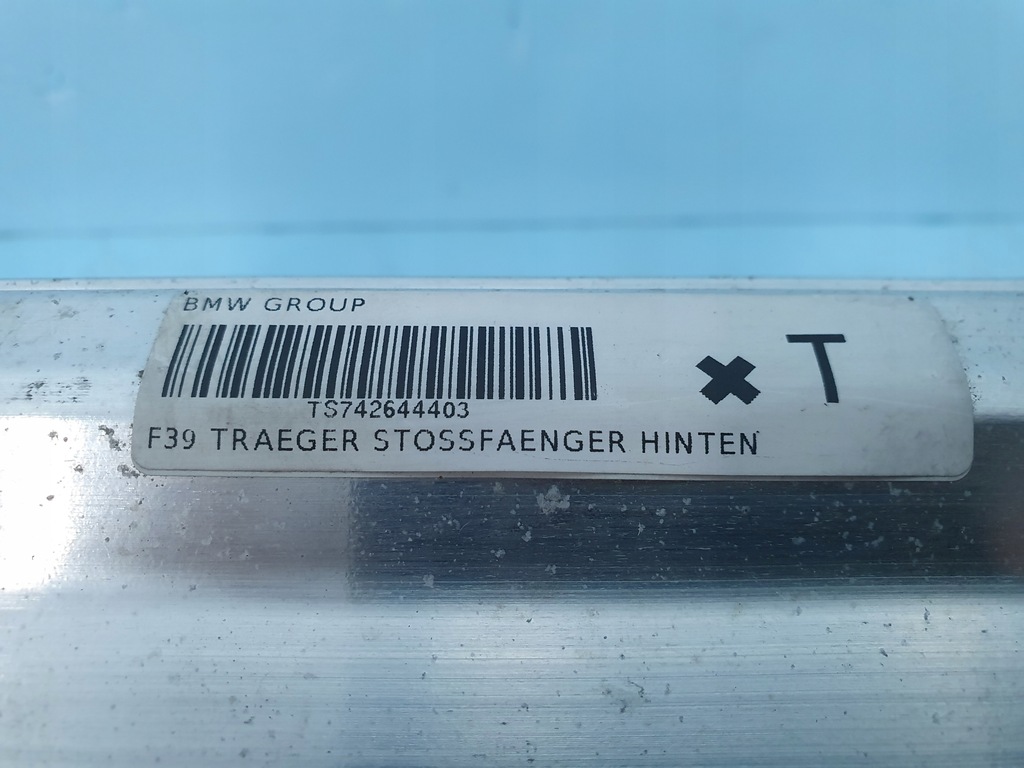 BMW GROUP
TS742644403
F39 TRAEGER STOSSFAENGER HINTEN
T